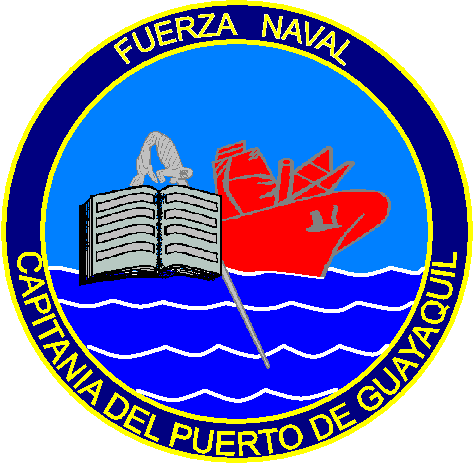 FUERZA NAVAL
CAPITANIA DEL PUERTO DE GUAYAQUIL